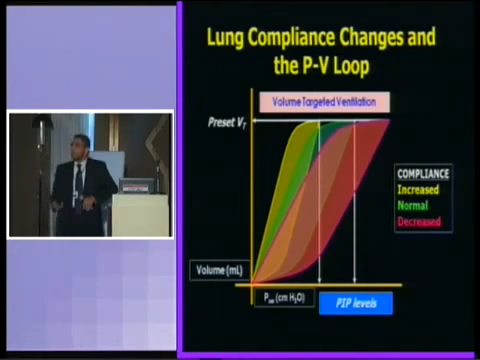 Lung Compliance Changes and
the P-V Loop
Volume Targeted Ventilation
Preset VT
COMPLIANCE
Increased
Normal
Decreased
Volume (mL)
Paw (cm H2O)
PIP levels